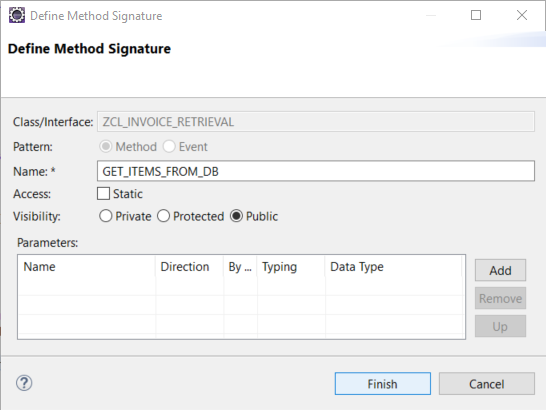 Define Method Signature
Define Method Signature
Class/Interface: ZCL_INVOICE_RETRIEVAL
Pattern: Method Event
Name: * GET_ITEMS_FROM_DB
Access: Static
Visibility: Private Protected Public
Parameters:
Name Direction By ... Typing Data Type
Add
Remove
Up
? Finish Cancel